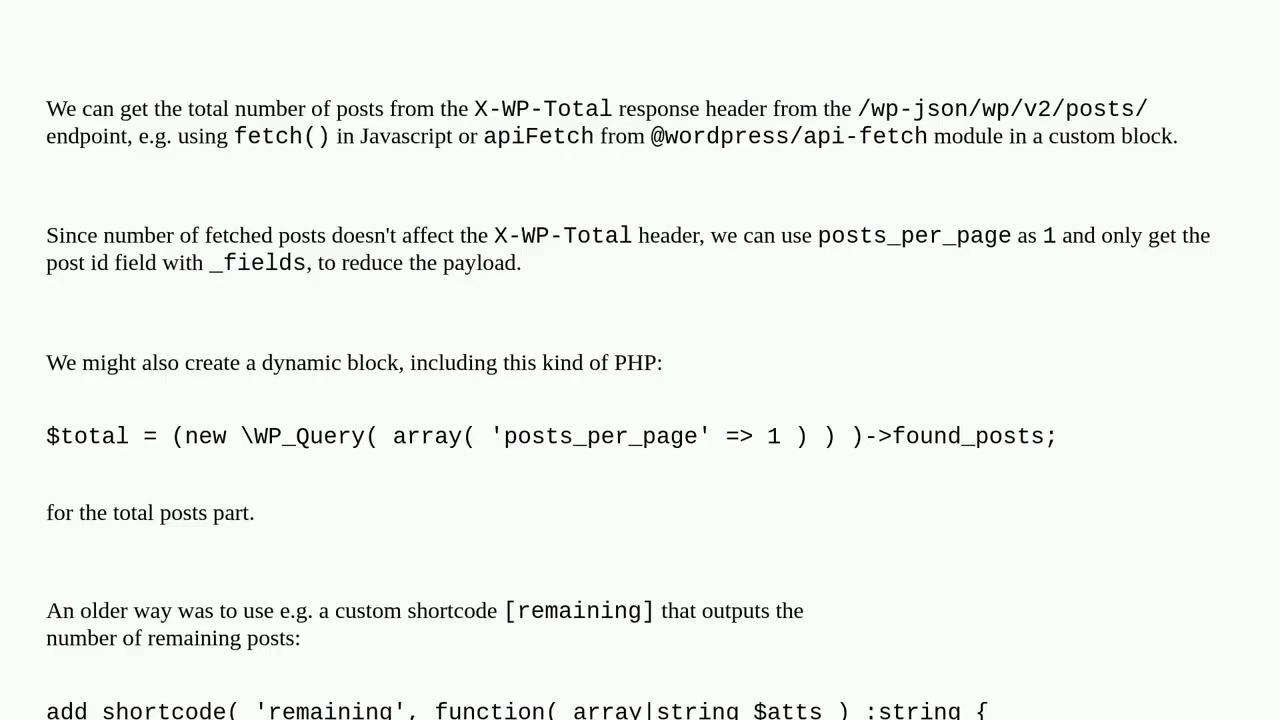 We can get the total number of posts from the X-WP-Total response header from the /wp-json/wp/v2/posts/
endpoint, e.g. using fetch() in Javascript or apiFetch from @wordpress/api-fetch module in a custom block.
Since number of fetched posts doesn't affect the X-WP-Total header, we can use posts_per_page as 1 and only get the
post id field with _fields, to reduce the payload.
We might also create a dynamic block, including this kind of PHP:
$total = (new \WP_Query( array( 'posts_per_page' => 1 ) ) )->found_posts;
for the total posts part.
An older way was to use e.g. a custom shortcode [remaining] that outputs the
number of remaining posts:
add_shortcode( 'remaining', function( array|string $atts ) :string {